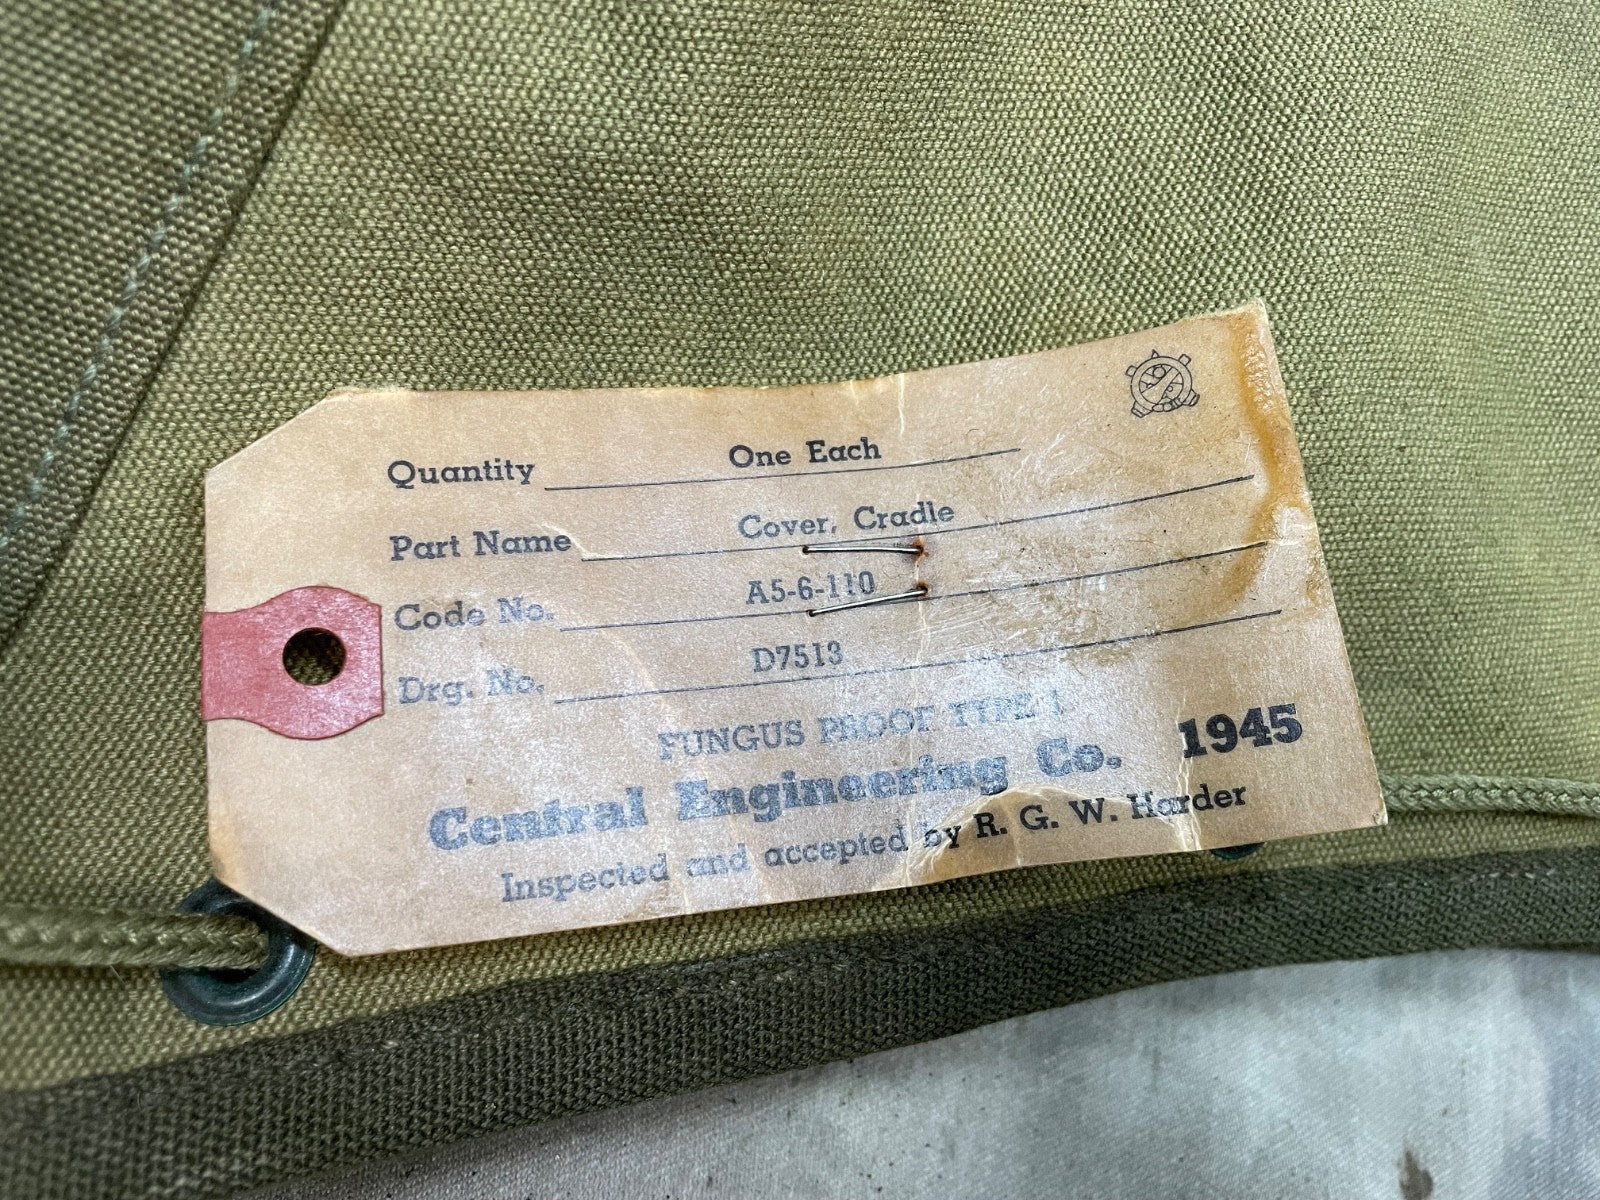 Quantity One Each
Part Name Cover, Cradle
Code No. A5-6-110
Drg. No. D7513
FUNGUS PROOF TYPE 1
Central Engineering Co. 1945
Inspected and accepted by R. G. W. Harder